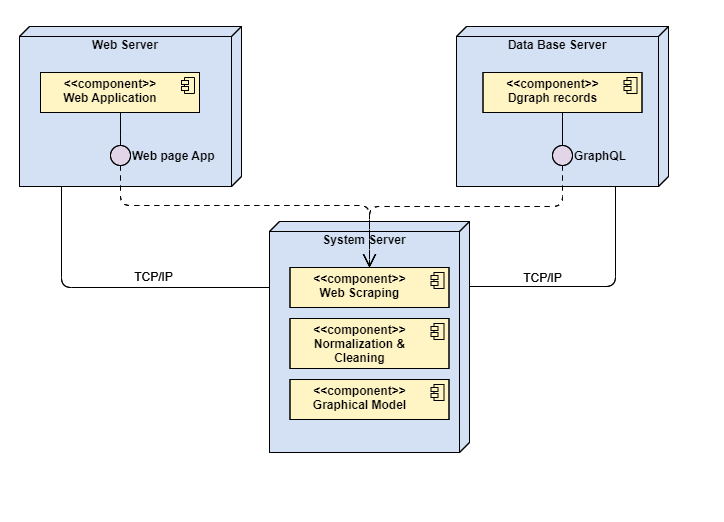 Web Server
<<component>>
Web Application
Web page App
Data Base Server
<<component>>
Dgraph records
GraphQL
TCP/IP
TCP/IP
System Server
<<component>>
Web Scraping
<<component>>
Normalization &
Cleaning
<<component>>
Graphical Model